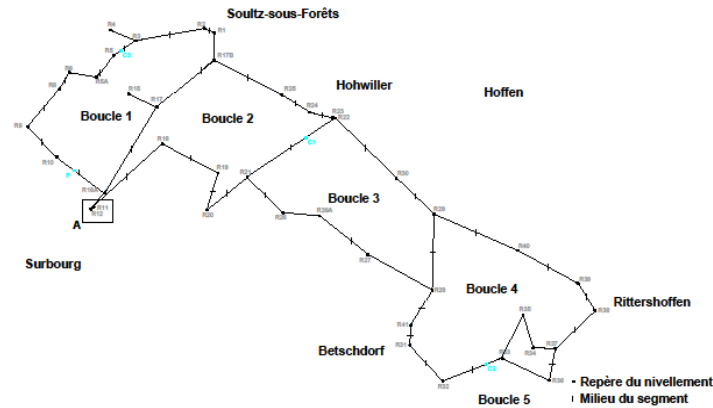 Soultz-sous-Forêts
R4
R3
R2
R1
R5
C3
R17B
R6
R5A
Hohwiller
Hoffen
R16
R17
R25
R24
R23
R22
Boucle 1
Boucle 2
R9
R18
C1
R10
P
R19
R21
R30
R10A
R11
R12
A
R20
R26
R26A
Boucle 3
R29
R27
R40
Surbourg
R28
Boucle 4
R39
R38
Rittershoffen
R41
R35
Betschdorf
R31
R34
R37
R33
C2
R32
R36
Boucle 5
Repère du nivellement
Milieu du segment